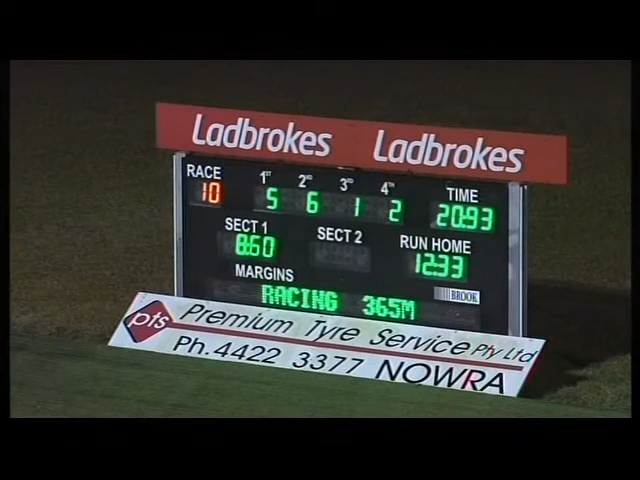 Ladbrokes Ladbrokes
RACE 1ST 2ND 3RD 4TH TIME
10 5 6 1 2 20:93
SECT 1 SECT 2 RUN HOME
8:60 12:33
MARGINS
RACING 365M BROOK
pts Premium Tyre Service Pty Ltd
Ph. 4422 3377 NOWRA